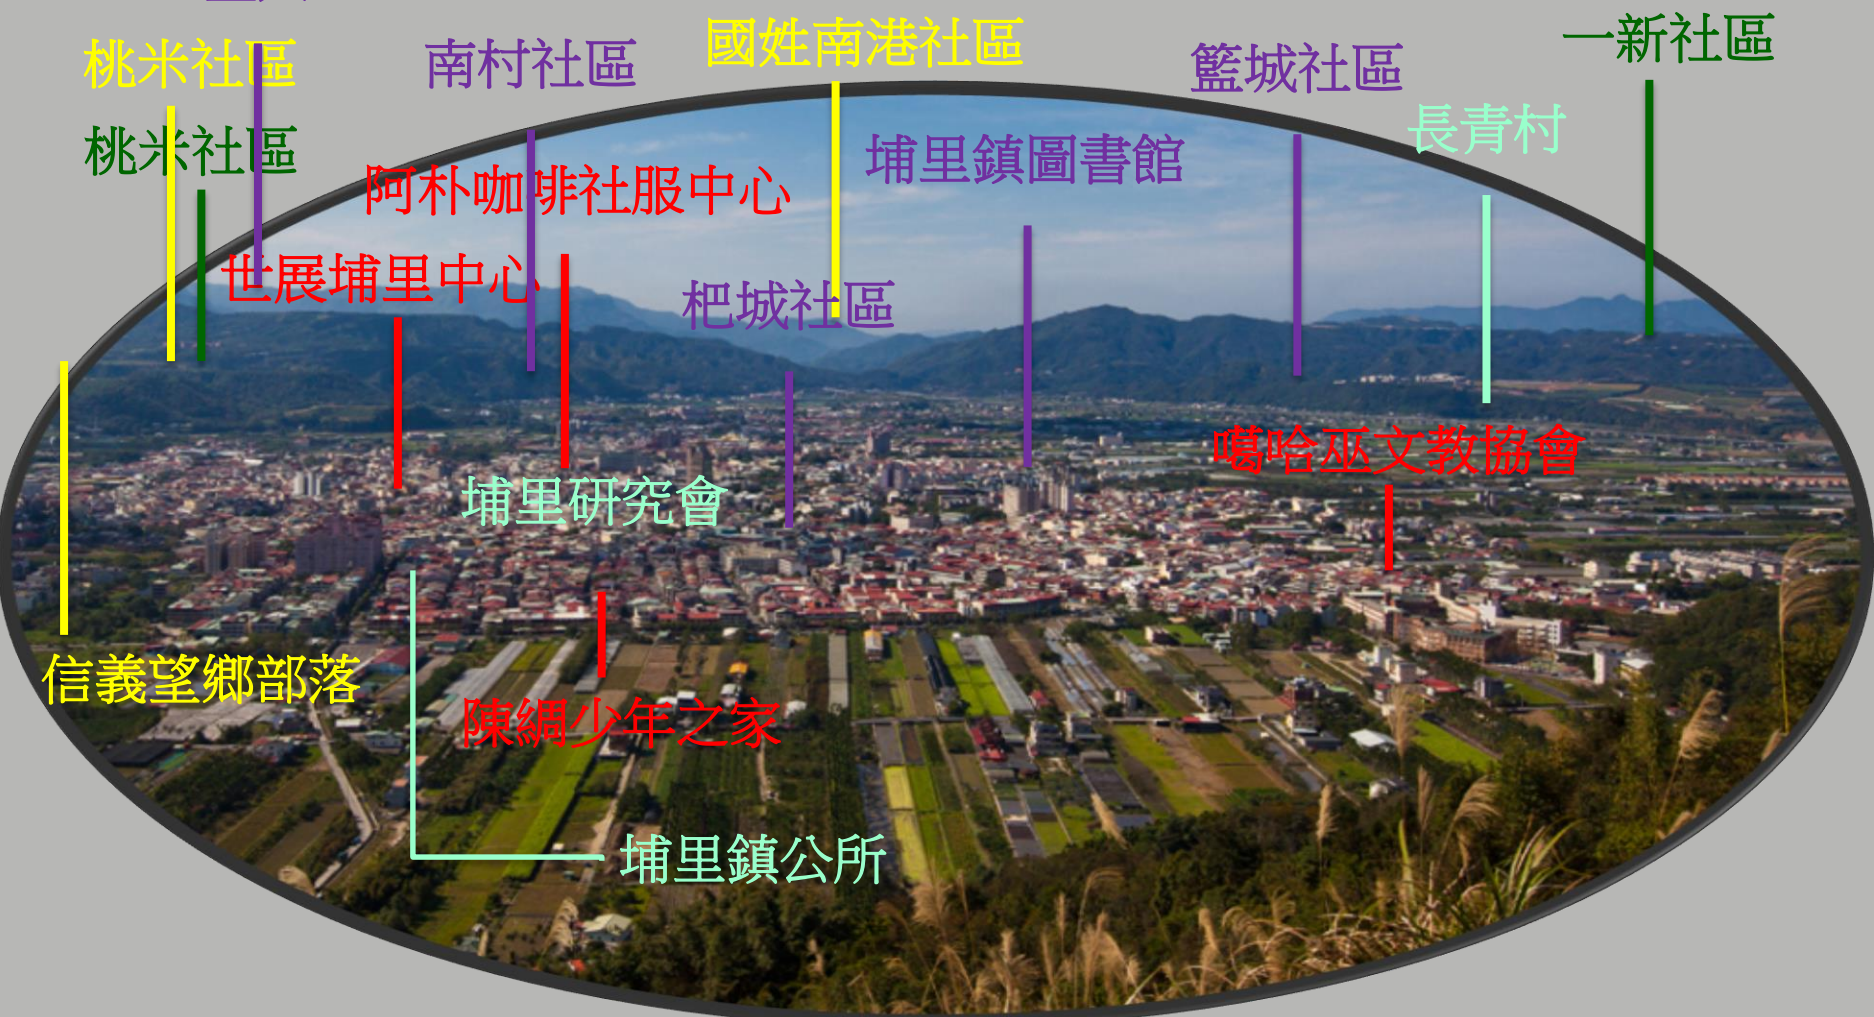 國姓南港社區
一新社區
桃米社區
南村社區
籃城社區
長青村
桃米社區
埔里鎮圖書館
阿朴咖啡社服中心
世展埔里中心
杷城社區
噶哈巫文教協會
埔里研究會
信義望鄉部落
陳綢少年之家
埔里鎮公所